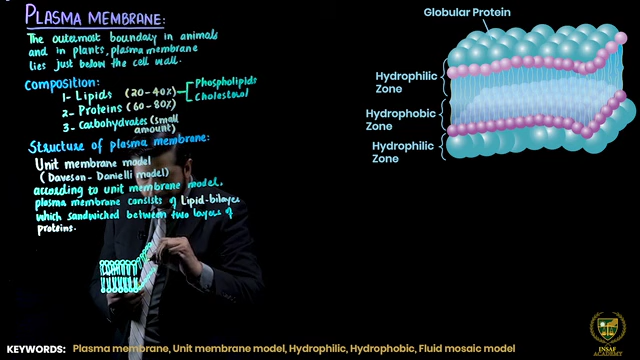 PLASMA MEMBRANE:
The outermost boundary in animals
and in plants, plasma membrane
lies just below the cell wall.
Composition:
1- Lipids (20-40%)
Phospholipids
Cholesterol
2- Proteins (60-80%)
3- Carbohydrates (small
amount)
Structure of plasma membrane:
Unit membrane model
(Daveson-Danielli model)
according to unit membrane model,
plasma membrane consists of Lipid-bilayer
which sandwiched between two layers of
proteins.
Globular Protein
Hydrophilic
Zone
Hydrophobic
Zone
Hydrophilic
Zone
INSAF
ACADEMY
KEYWORDS: Plasma membrane, Unit membrane model, Hydrophilic, Hydrophobic, Fluid mosaic model